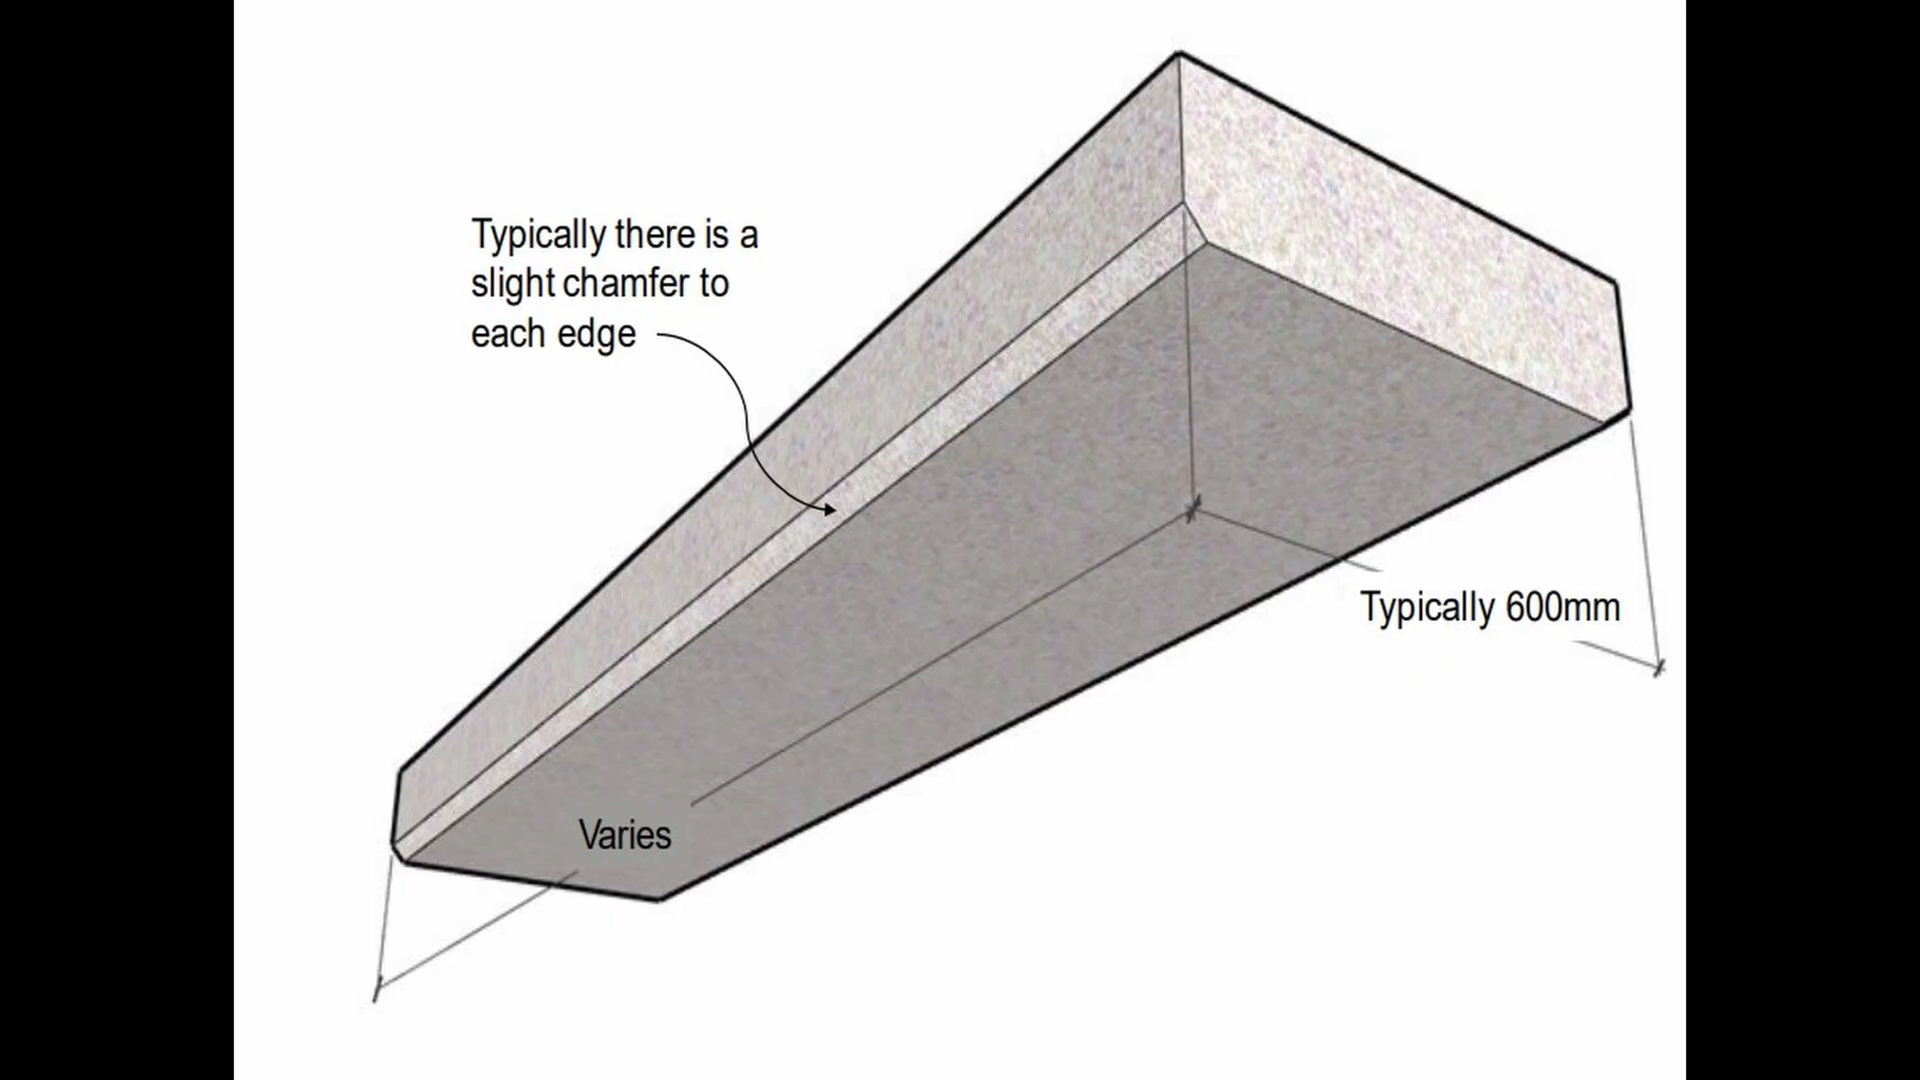 Typically there is a
slight chamfer to
each edge
Typically 600mm
Varies